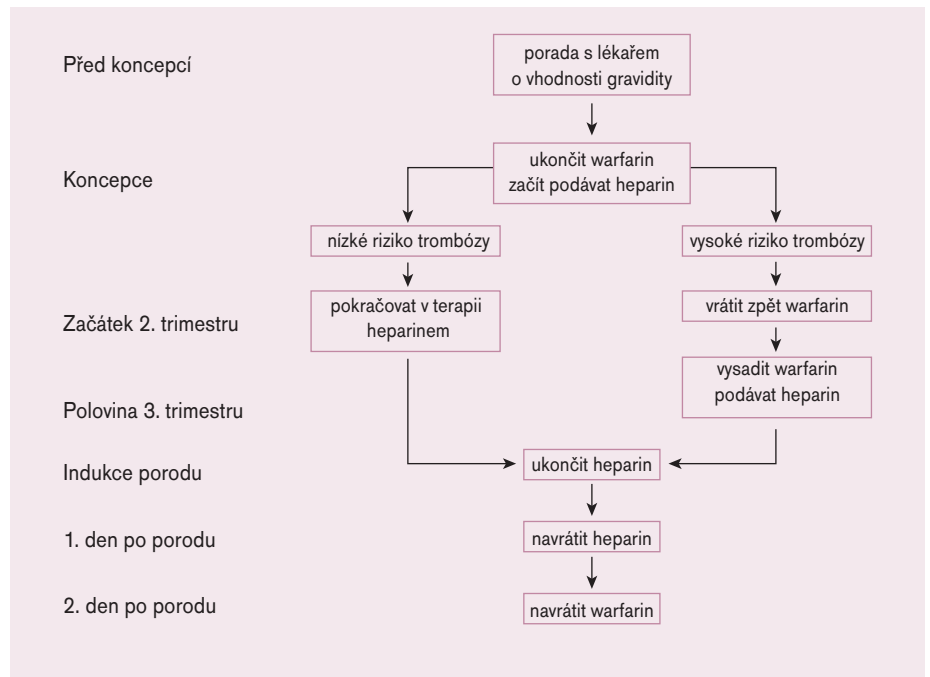 Před koncepcí
porada s lékařem
o vhodnosti gravidity
Koncepce
ukončit warfarin
začít podávat heparin
nízké riziko trombózy
vysoké riziko trombózy
Začátek 2. trimestru
pokračovat v terapii
heparinem
vrátit zpět warfarin
vysadit warfarin
podávat heparin
Polovina 3. trimestru
Indukce porodu
ukončit heparin
1. den po porodu
navrátit heparin
2. den po porodu
navrátit warfarin